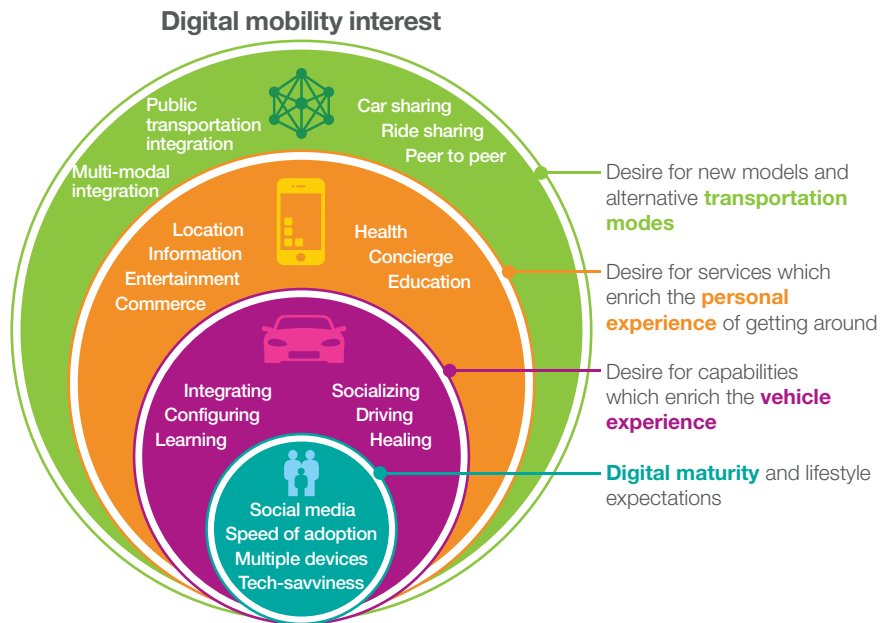 Digital mobility interest
Public
transportation
integration
Multi-modal
integration
Car sharing
Ride sharing
Peer to peer
Location
Information
Entertainment
Commerce
Health
Concierge
Education
Integrating
Configuring
Learning
Socializing
Driving
Healing
Social media
Speed of adoption
Multiple devices
Tech-savviness
Desire for new models and
alternative transportation
modes
Desire for services which
enrich the personal
experience of getting around
Desire for capabilities
which enrich the vehicle
experience
Digital maturity and lifestyle
expectations